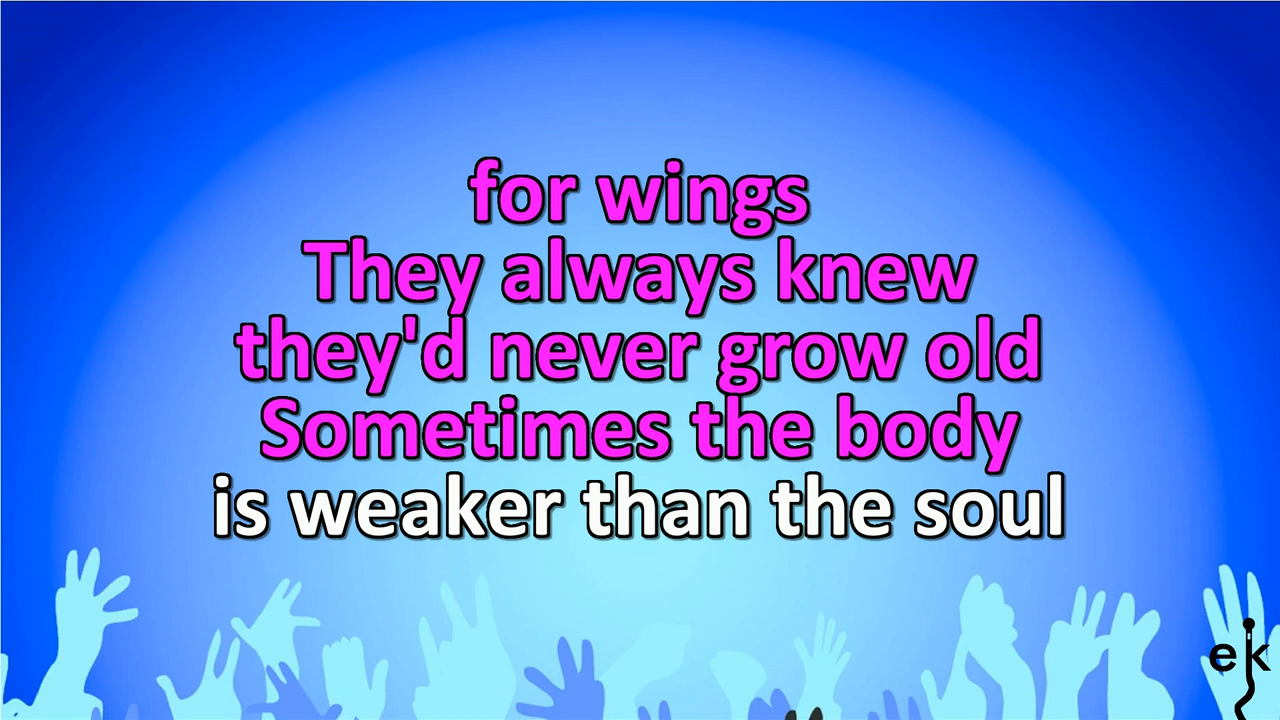 for wings
They always knew
they'd never grow old
Sometimes the body
is weaker than the soul
ek